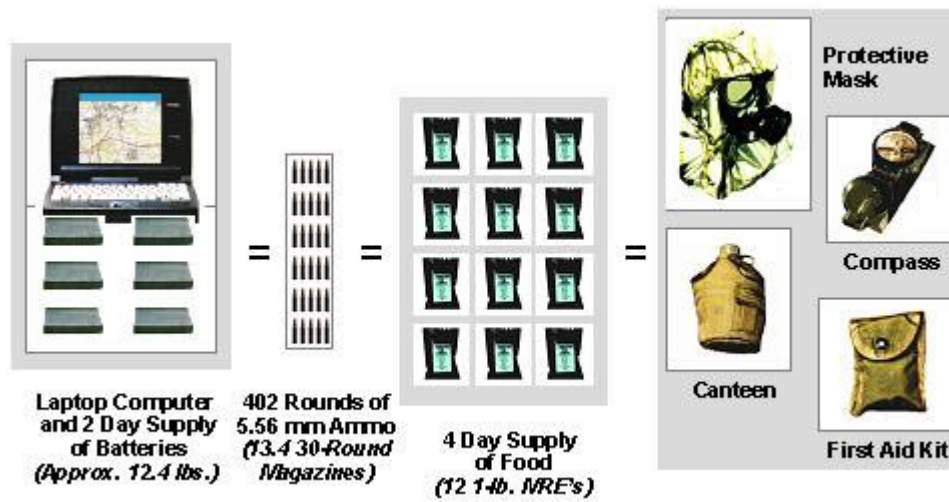 Laptop Computer
and 2 Day Supply
of Batteries
(Approx. 12.4 lbs.)
=
402 Rounds of
5.56 mm Ammo
(13.4 30-Round
Magazines)
=
4 Day Supply
of Food
(12 1-lb. MRE's)
=
Protective
Mask
Compass
Canteen
First Aid Kit